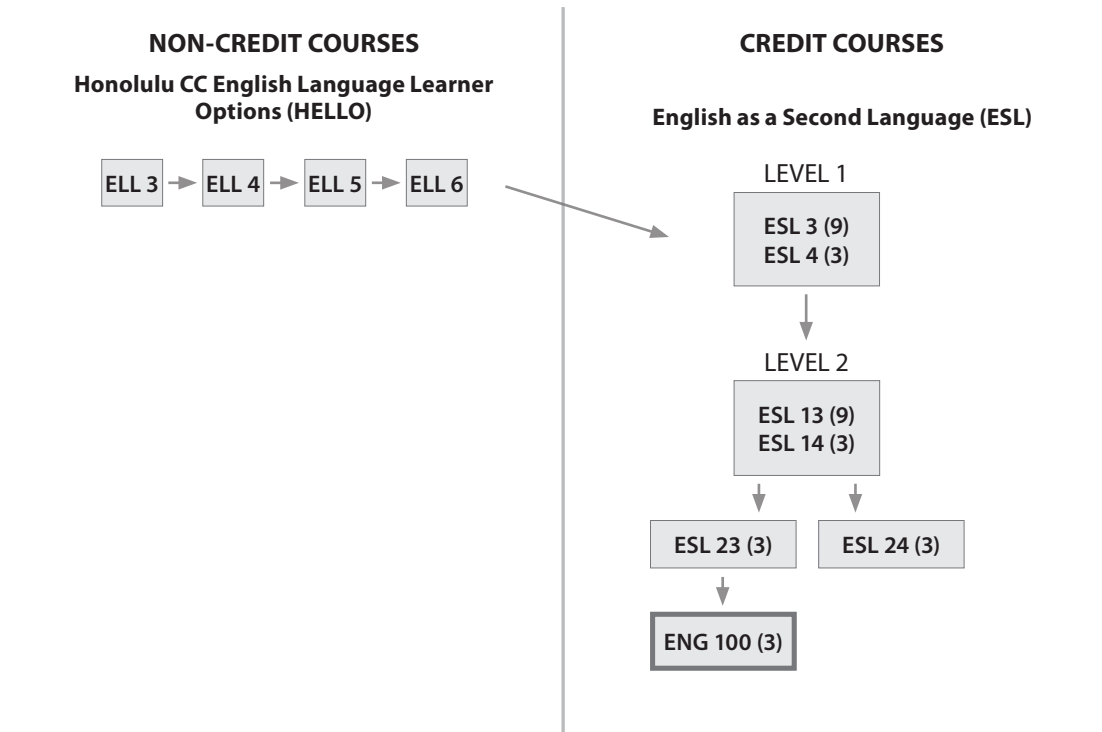 NON-CREDIT COURSES
Honolulu CC English Language Learner
Options (HELLO)
ELL 3
ELL 4
ELL 5
ELL 6
CREDIT COURSES
English as a Second Language (ESL)
LEVEL 1
ESL 3 (9)
ESL 4 (3)
LEVEL 2
ESL 13 (9)
ESL 14 (3)
ESL 23 (3)
ESL 24 (3)
ENG 100 (3)